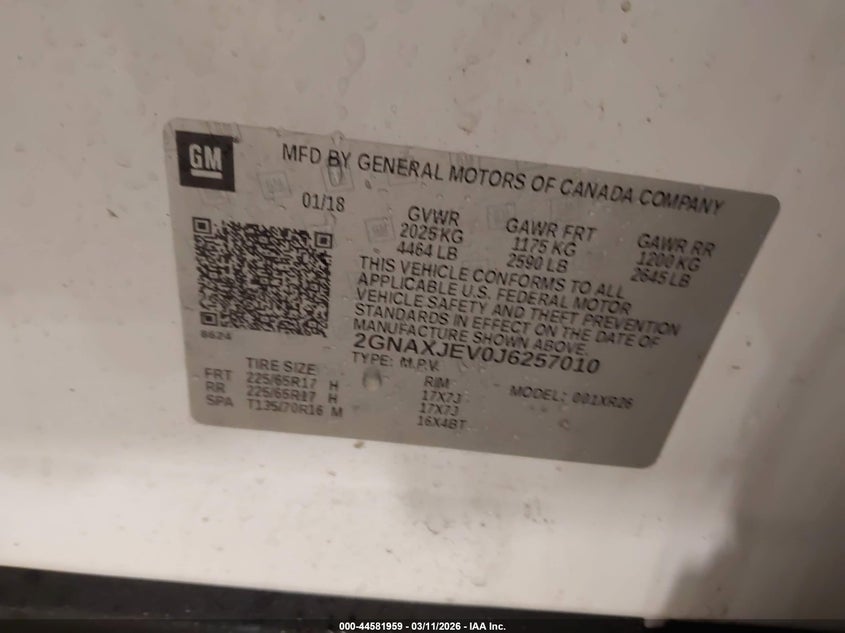 GM
MFD BY GENERAL MOTORS OF CANADA COMPANY
01/18
GVWR
2025 KG
4464 LB
GAWR FRT
1175 KG
2590 LB
GAWR RR
1200 KG
2645 LB
THIS VEHICLE CONFORMS TO ALL
APPLICABLE U.S. FEDERAL MOTOR
VEHICLE SAFETY AND THEFT PREVENTION
STANDARDS IN EFFECT ON THE DATE OF
MANUFACTURE SHOWN ABOVE.
8624
2GNAXJEV0J6257010
TYPE: M.P.V.
MODEL: 001XR26
TIRE SIZE RIM
FRT 225/65R17 H 17X7J
RR 225/65R17 H 17X7J
SPA T135/70R16 M 16X4BT
000-44581959 - 03/11/2026 - IAA Inc.